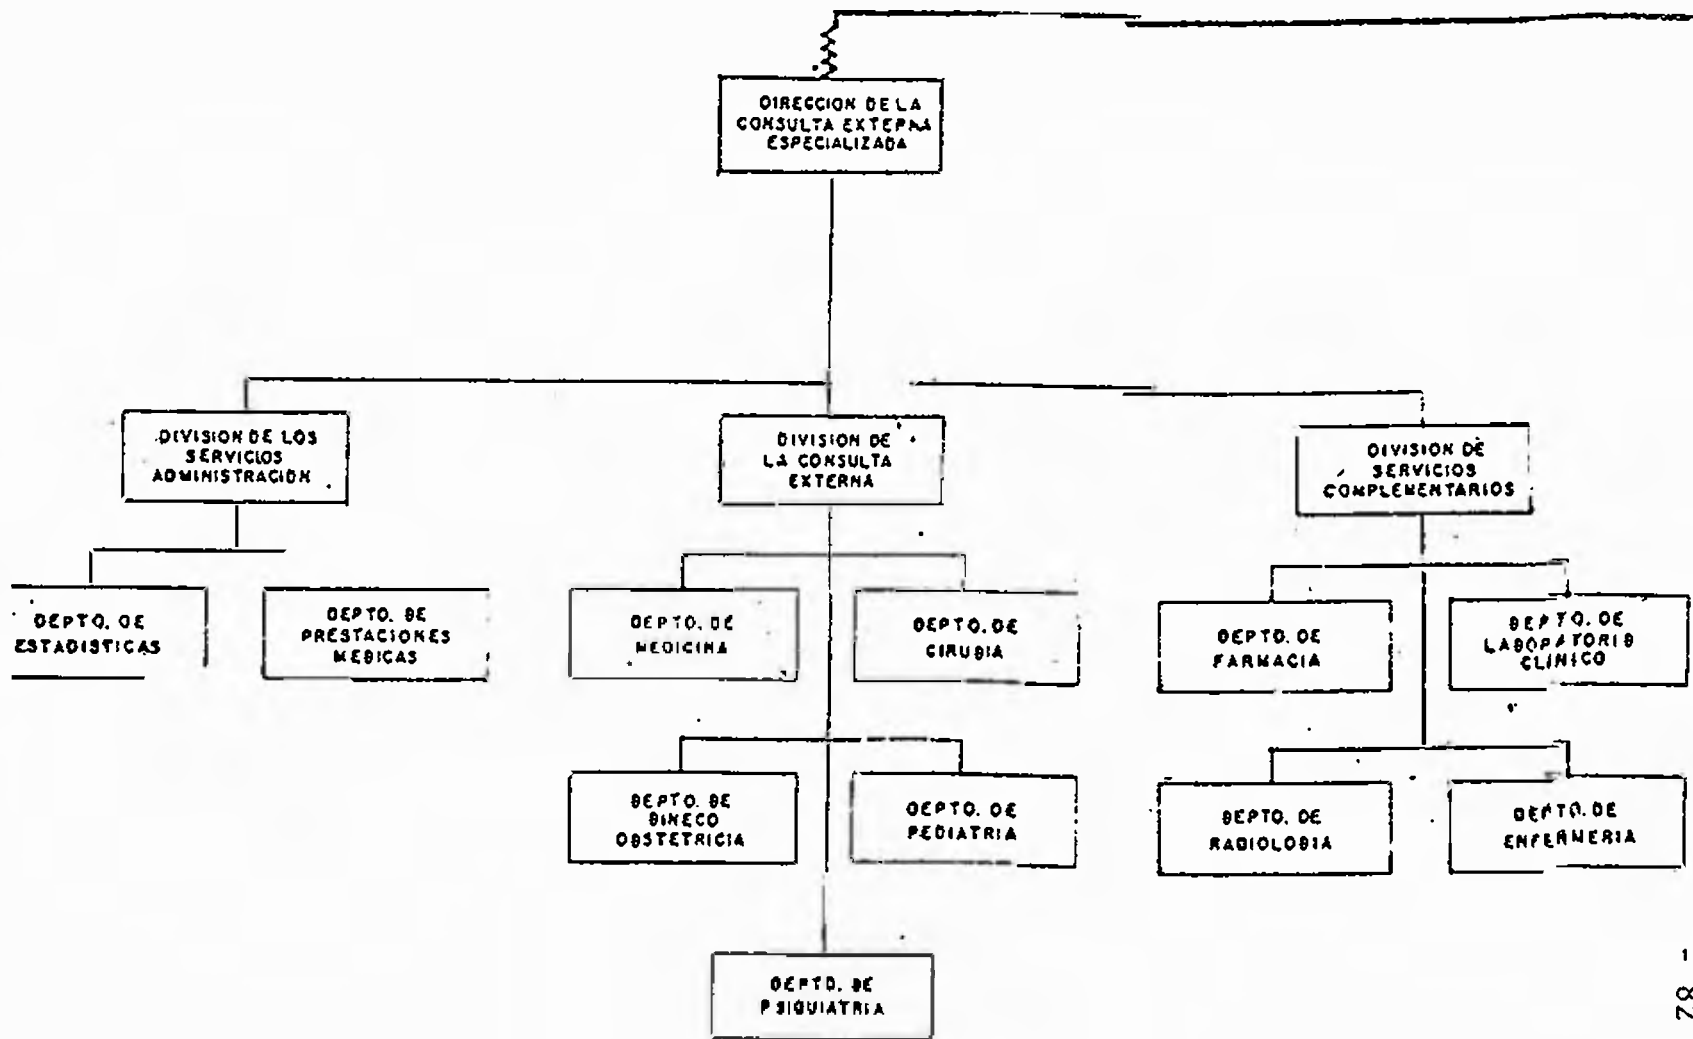 DIRECCION DE LA
CONSULTA EXTERNA
ESPECIALIZADA
DIVISION DE LOS
SERVICIOS
ADMINISTRACION
DIVISION DE
LA CONSULTA
EXTERNA
DIVISION DE
SERVICIOS
COMPLEMENTARIOS
DEPTO. DE
ESTADISTICAS
DEPTO. DE
PRESTACIONES
MEDICAS
DEPTO. DE
MEDICINA
DEPTO. DE
CIRUGIA
DEPTO. DE
FARMACIA
DEPTO. DE
LABORATORIO
CLINICO
DEPTO. DE
GINECO
OBSTETRICIA
DEPTO. DE
PEDIATRIA
DEPTO. DE
RADIOLOGIA
DEPTO. DE
ENFERMERIA
DEPTO. DE
PSIQUIATRIA